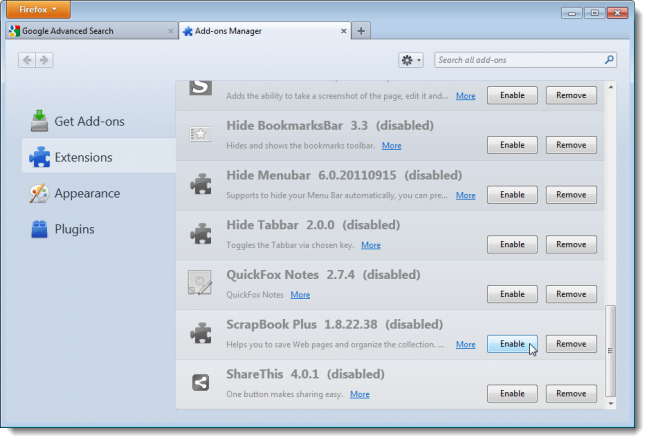 Firefox
Google Advanced Search
Add-ons Manager
Search all add-ons
Get Add-ons
Extensions
Appearance
Plugins
Adds the ability to take a screenshot of the page, edit it and... More Enable Remove
Hide BookmarksBar 3.3 (disabled)
Hides and shows the bookmarks toolbar. More Enable Remove
Hide Menubar 6.0.20110915 (disabled)
Supports to hide your Menu Bar automatically, you can pre... More Enable Remove
Hide Tabbar 2.0.0 (disabled)
Toggles the Tabbar via chosen key. More Enable Remove
QuickFox Notes 2.7.4 (disabled)
QuickFox Notes More Enable Remove
ScrapBook Plus 1.8.22.38 (disabled)
Helps you to save Web pages and organize the collection. ... More Enable Remove
ShareThis 4.0.1 (disabled)
One button makes sharing easy. More Enable Remove